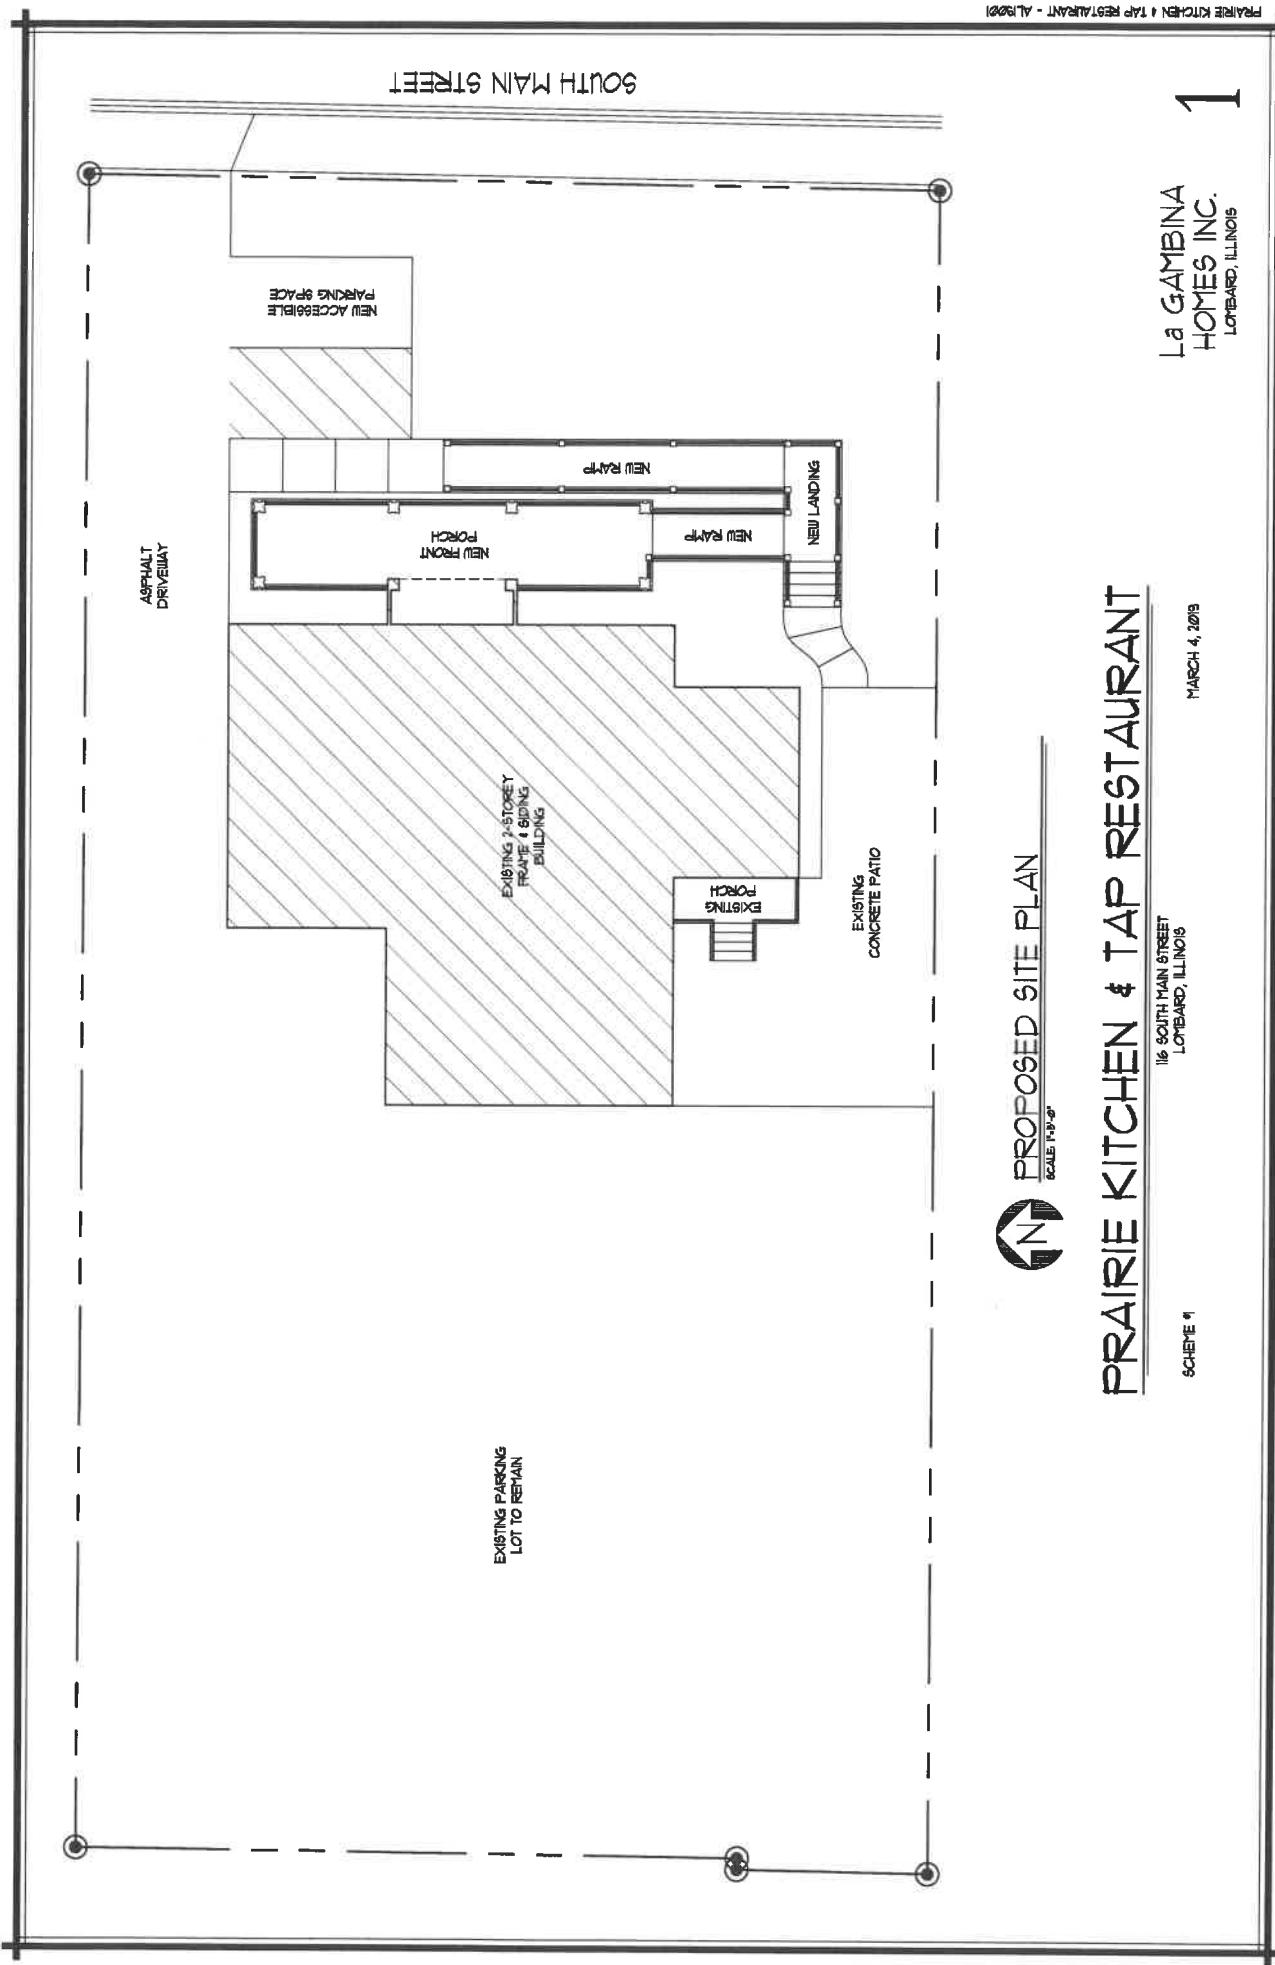 PRAIRIE KITCHEN & TAP RESTAURANT - AL19001
SOUTH MAIN STREET
NEW ACCESSIBLE
PARKING SPACE
ASPHALT
DRIVEWAY
NEW RAMP
NEW FRONT
PORCH
NEW RAMP
NEW LANDING
EXISTING 2-STOREY
FRAME & SIDING
BUILDING
EXISTING
PORCH
EXISTING
CONCRETE PATIO
EXISTING PARKING
LOT TO REMAIN
N
PROPOSED SITE PLAN
SCALE:
PRAIRIE KITCHEN & TAP RESTAURANT
116 SOUTH MAIN STREET
LOMBARD, ILLINOIS
SCHEME #1
MARCH 4, 2019
La GAMBINA
HOMES INC.
LOMBARD, ILLINOIS
1